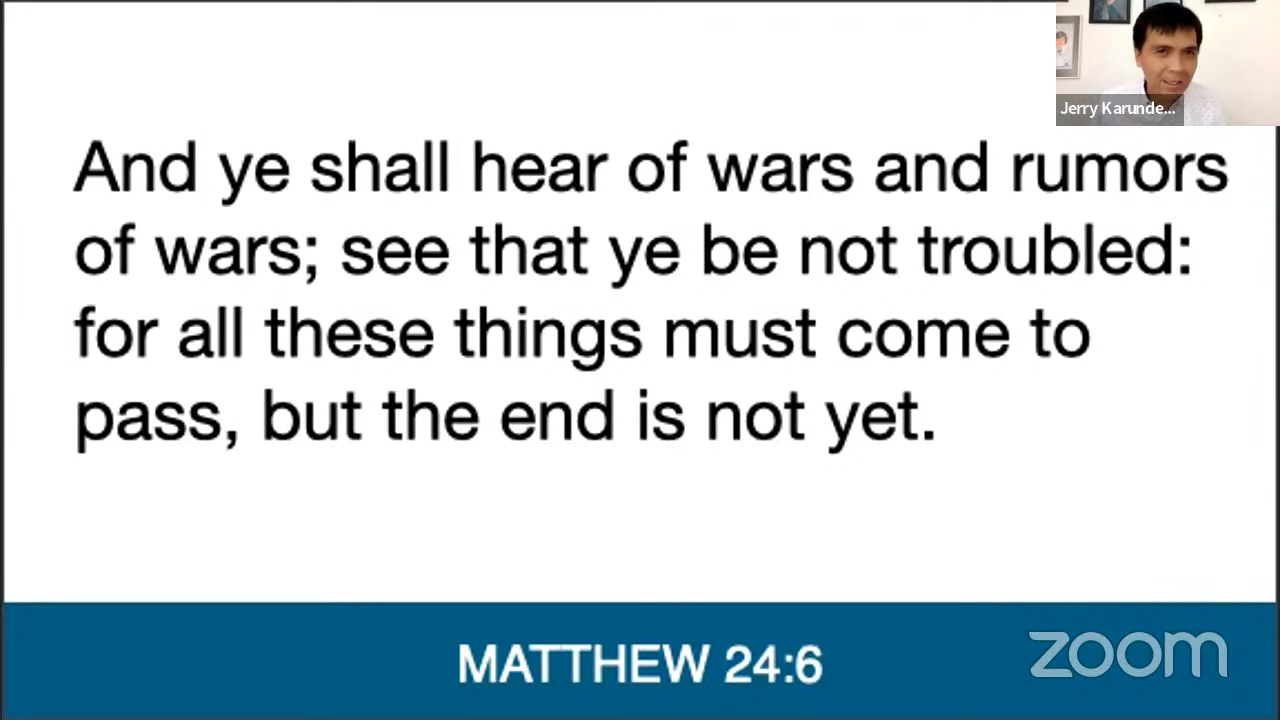 Jerry Karunde...
And ye shall hear of wars and rumors
of wars; see that ye be not troubled:
for all these things must come to
pass, but the end is not yet.
MATTHEW 24:6
zoom